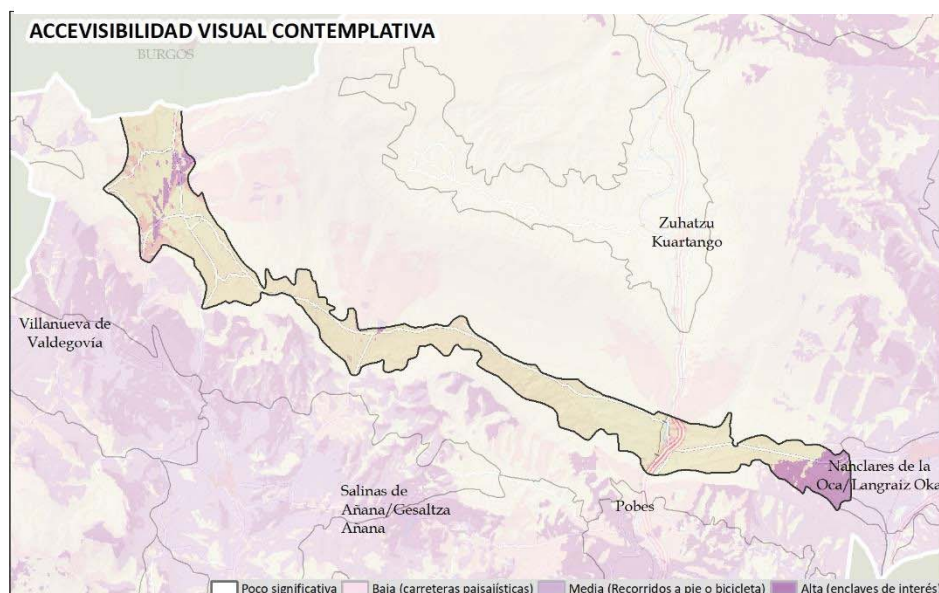 ACCEVISIBILIDAD VISUAL CONTEMPLATIVA
BURGOS
Zuhatzu
Kuartango
Villanueva de
Valdegovía
Nanclares de la
Oca/Langraiz Oka
Salinas de
Añana/Gesaltza
Añana
Pobes
Poco significativa
Baja (carreteras paisajísticas)
Media (Recorridos a pie o bicicleta)
Alta (enclaves de interés)